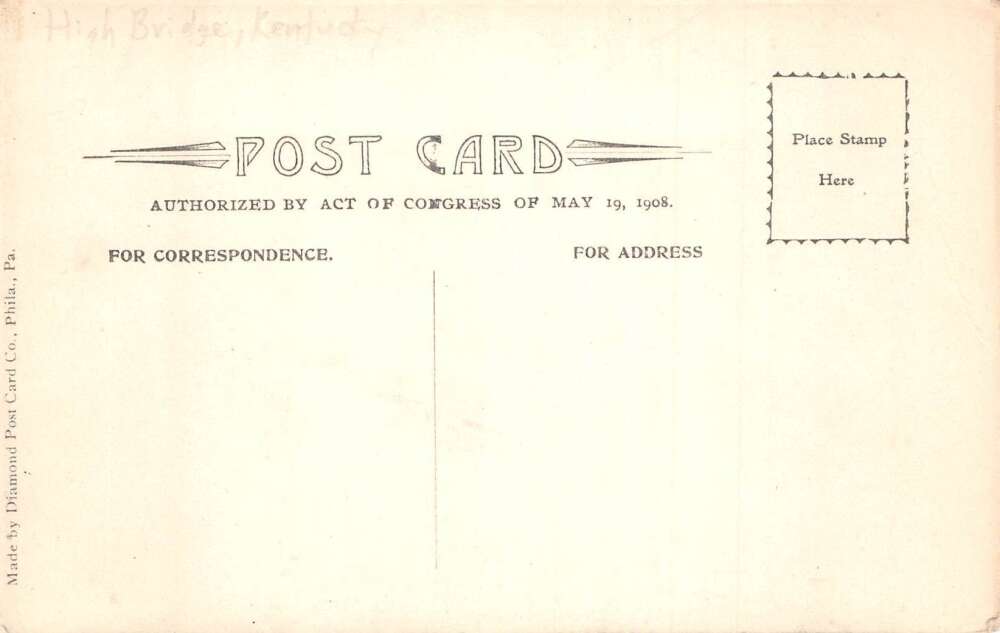 High Bridge, Kentucky
POST CARD
AUTHORIZED BY ACT OF CONGRESS OF MAY 19, 1908.
Place Stamp
Here
FOR CORRESPONDENCE.
FOR ADDRESS
Made by Diamond Post Card Co., Phila., Pa.